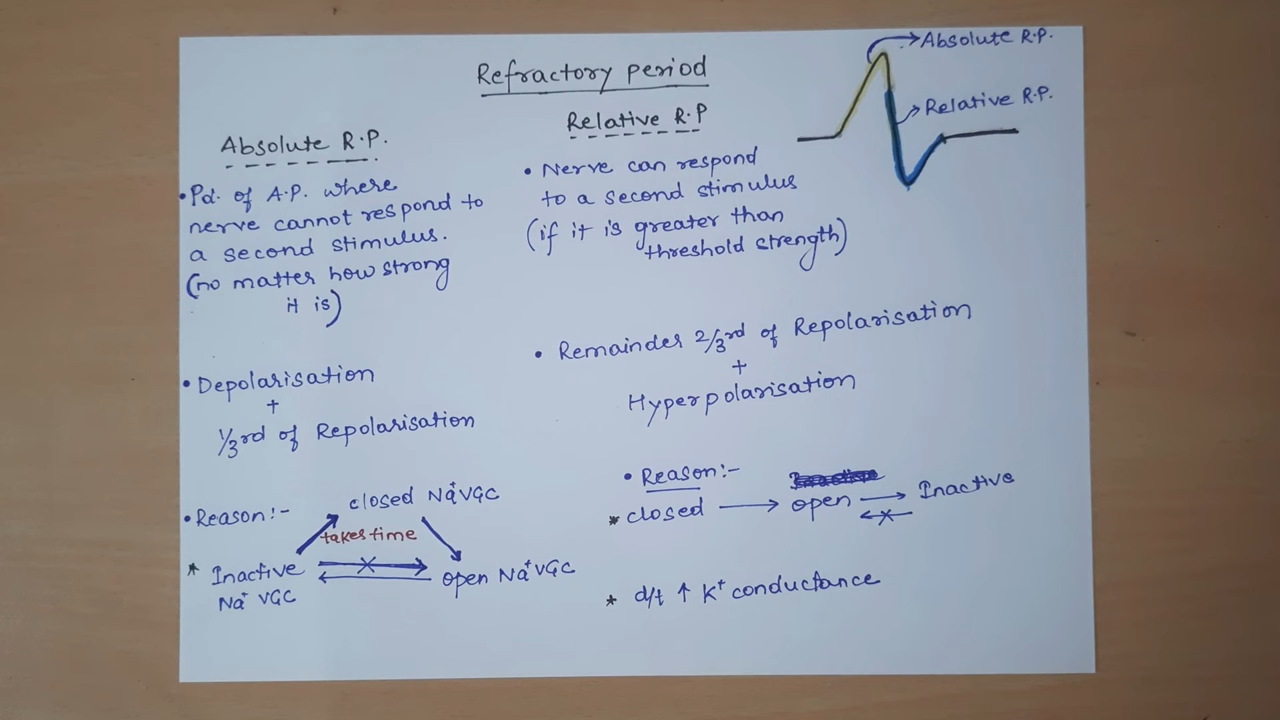 Refractory period
Absolute R.P.
• Pd. of A.P. where
nerve cannot respond to
a second stimulus.
(no matter how strong
it is)
• Depolarisation
+
1/3rd of Repolarisation
• Reason:-
closed Na+VGC
takes time
* Inactive
Na+ VGC
open Na+VGC
Relative R.P
• Nerve can respond
to a second stimulus
(if it is greater than
threshold strength)
• Remainder 2/3rd of Repolarisation
+
Hyperpolarisation
• Reason:-
* closed → open → Inactive
* d/t ↑ K+ conductance
Absolute R.P.
Relative R.P.